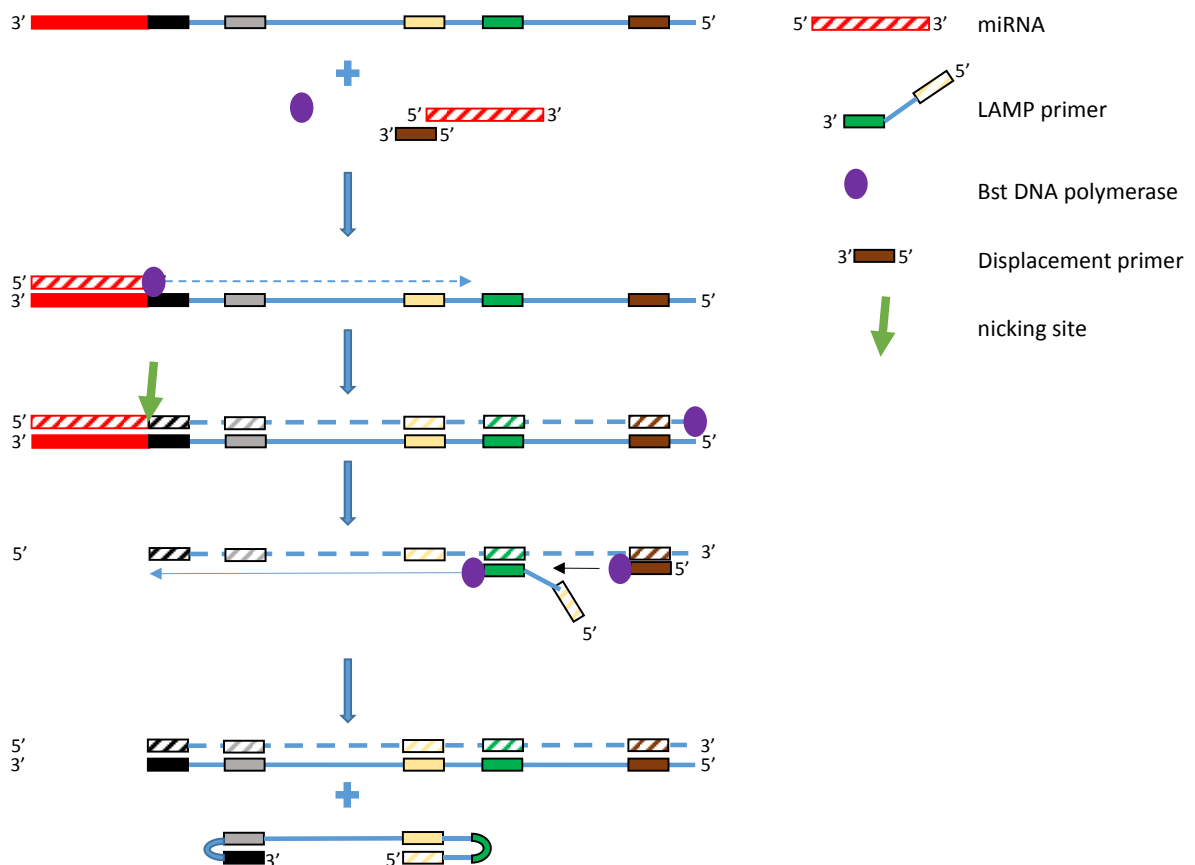 3’ 5’
5’ 3’ miRNA
5’
3’ LAMP primer
5’ 3’
3’ 5’
Bst DNA polymerase
3’ 5’ Displacement primer
5’
3’ 5’
nicking site
5’
3’ 5’
5’ 3’
5’
5’
5’ 3’
3’ 5’
3’ 5’